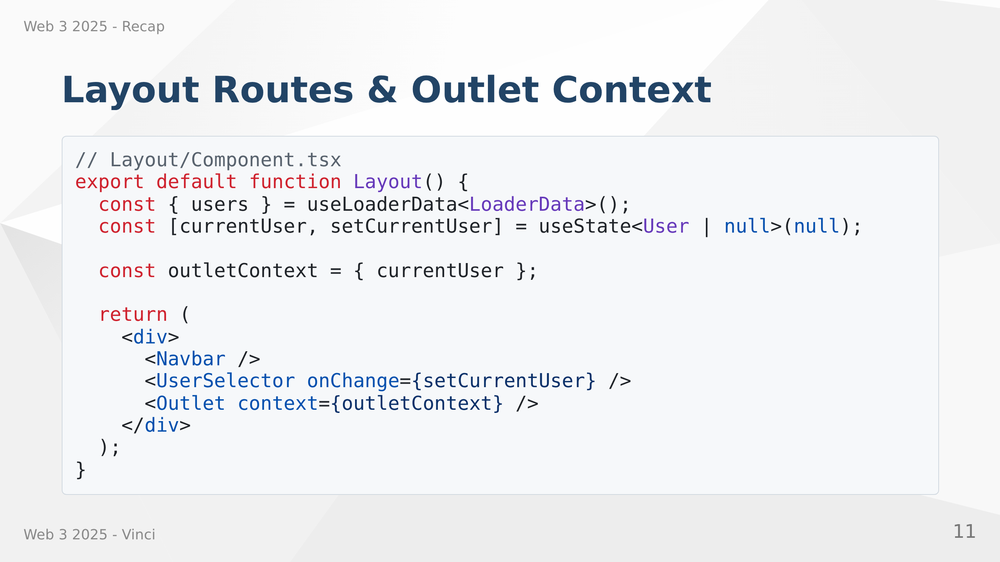 Web 3 2025 - Recap
Layout Routes & Outlet Context
// Layout/Component.tsx
export default function Layout() {
  const { users } = useLoaderData<LoaderData>();
  const [currentUser, setCurrentUser] = useState<User | null>(null);

  const outletContext = { currentUser };

  return (
    <div>
      <Navbar />
      <UserSelector onChange={setCurrentUser} />
      <Outlet context={outletContext} />
    </div>
  );
}
Web 3 2025 - Vinci
11